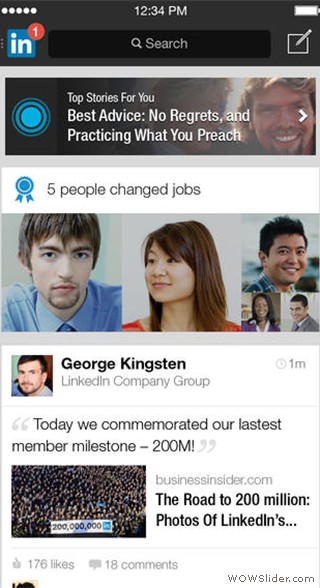 12:34 PM
in
1
Search
Top Stories For You
Best Advice: No Regrets, and
Practicing What You Preach
5 people changed jobs
George Kingsten
1m
LinkedIn Company Group
“ Today we commemorated our lastest
member milestone – 200M! ”
businessinsider.com
The Road to 200 million:
Photos Of LinkedIn’s...
200,000,000 in
176 likes
18 comments
WOWSlider.com